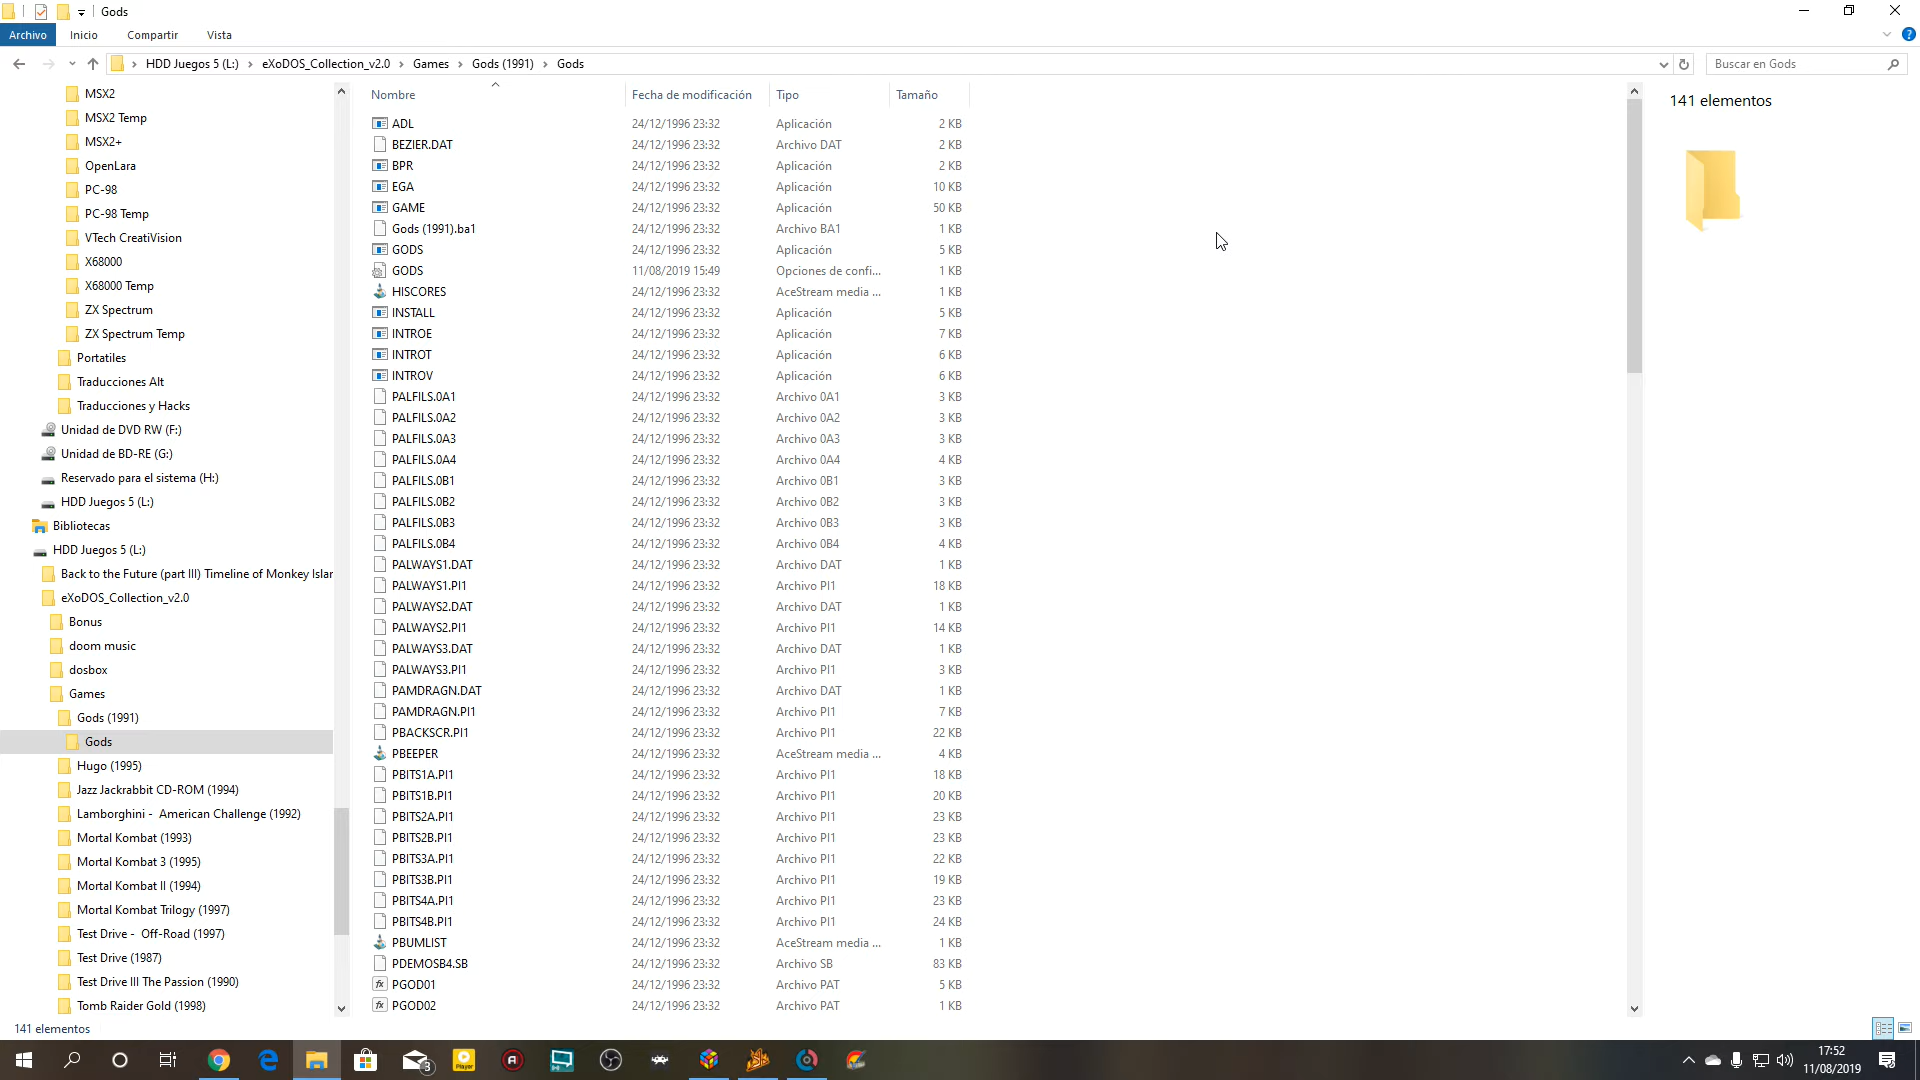 Gods
Archivo Inicio Compartir Vista
HDD Juegos 5 (L:) eXoDOS_Collection_v2.0 Games Gods (1991) Gods
Buscar en Gods
MSX2
MSX2 Temp
MSX2+
OpenLara
PC-98
PC-98 Temp
VTech CreatiVision
X68000
X68000 Temp
ZX Spectrum
ZX Spectrum Temp
Portatiles
Traducciones Alt
Traducciones y Hacks
Unidad de DVD RW (F:)
Unidad de BD-RE (G:)
Reservado para el sistema (H:)
HDD Juegos 5 (L:)
Bibliotecas
HDD Juegos 5 (L:)
Back to the Future (part III) Timeline of Monkey Islar
eXoDOS_Collection_v2.0
Bonus
doom music
dosbox
Games
Gods (1991)
Gods
Hugo (1995)
Jazz Jackrabbit CD-ROM (1994)
Lamborghini - American Challenge (1992)
Mortal Kombat (1993)
Mortal Kombat 3 (1995)
Mortal Kombat II (1994)
Mortal Kombat Trilogy (1997)
Test Drive - Off-Road (1997)
Test Drive (1987)
Test Drive III The Passion (1990)
Tomb Raider Gold (1998)
Nombre Fecha de modificación Tipo Tamaño
ADL 24/12/1996 23:32 Aplicación 2 KB
BEZIER.DAT 24/12/1996 23:32 Archivo DAT 2 KB
BPR 24/12/1996 23:32 Aplicación 2 KB
EGA 24/12/1996 23:32 Aplicación 10 KB
GAME 24/12/1996 23:32 Aplicación 50 KB
Gods (1991).ba1 24/12/1996 23:32 Archivo BA1 1 KB
GODS 24/12/1996 23:32 Aplicación 5 KB
GODS 11/08/2019 15:49 Opciones de confi... 1 KB
HISCORES 24/12/1996 23:32 AceStream media ... 1 KB
INSTALL 24/12/1996 23:32 Aplicación 5 KB
INTROE 24/12/1996 23:32 Aplicación 7 KB
INTROT 24/12/1996 23:32 Aplicación 6 KB
INTROV 24/12/1996 23:32 Aplicación 6 KB
PALFILS.0A1 24/12/1996 23:32 Archivo 0A1 3 KB
PALFILS.0A2 24/12/1996 23:32 Archivo 0A2 3 KB
PALFILS.0A3 24/12/1996 23:32 Archivo 0A3 3 KB
PALFILS.0A4 24/12/1996 23:32 Archivo 0A4 4 KB
PALFILS.0B1 24/12/1996 23:32 Archivo 0B1 3 KB
PALFILS.0B2 24/12/1996 23:32 Archivo 0B2 3 KB
PALFILS.0B3 24/12/1996 23:32 Archivo 0B3 3 KB
PALFILS.0B4 24/12/1996 23:32 Archivo 0B4 4 KB
PALWAYS1.DAT 24/12/1996 23:32 Archivo DAT 1 KB
PALWAYS1.PI1 24/12/1996 23:32 Archivo PI1 18 KB
PALWAYS2.DAT 24/12/1996 23:32 Archivo DAT 1 KB
PALWAYS2.PI1 24/12/1996 23:32 Archivo PI1 14 KB
PALWAYS3.DAT 24/12/1996 23:32 Archivo DAT 1 KB
PALWAYS3.PI1 24/12/1996 23:32 Archivo PI1 3 KB
PAMDRAGN.DAT 24/12/1996 23:32 Archivo DAT 1 KB
PAMDRAGN.PI1 24/12/1996 23:32 Archivo PI1 7 KB
PBACKSCR.PI1 24/12/1996 23:32 Archivo PI1 22 KB
PBEEPER 24/12/1996 23:32 AceStream media ... 4 KB
PBITS1A.PI1 24/12/1996 23:32 Archivo PI1 18 KB
PBITS1B.PI1 24/12/1996 23:32 Archivo PI1 20 KB
PBITS2A.PI1 24/12/1996 23:32 Archivo PI1 23 KB
PBITS2B.PI1 24/12/1996 23:32 Archivo PI1 23 KB
PBITS3A.PI1 24/12/1996 23:32 Archivo PI1 22 KB
PBITS3B.PI1 24/12/1996 23:32 Archivo PI1 19 KB
PBITS4A.PI1 24/12/1996 23:32 Archivo PI1 23 KB
PBITS4B.PI1 24/12/1996 23:32 Archivo PI1 24 KB
PBUMLIST 24/12/1996 23:32 AceStream media ... 1 KB
PDEMOSB4.SB 24/12/1996 23:32 Archivo SB 83 KB
PGOD01 24/12/1996 23:32 Archivo PAT 5 KB
PGOD02 24/12/1996 23:32 Archivo PAT 1 KB
141 elementos
141 elementos
3
Player
17:52
11/08/2019